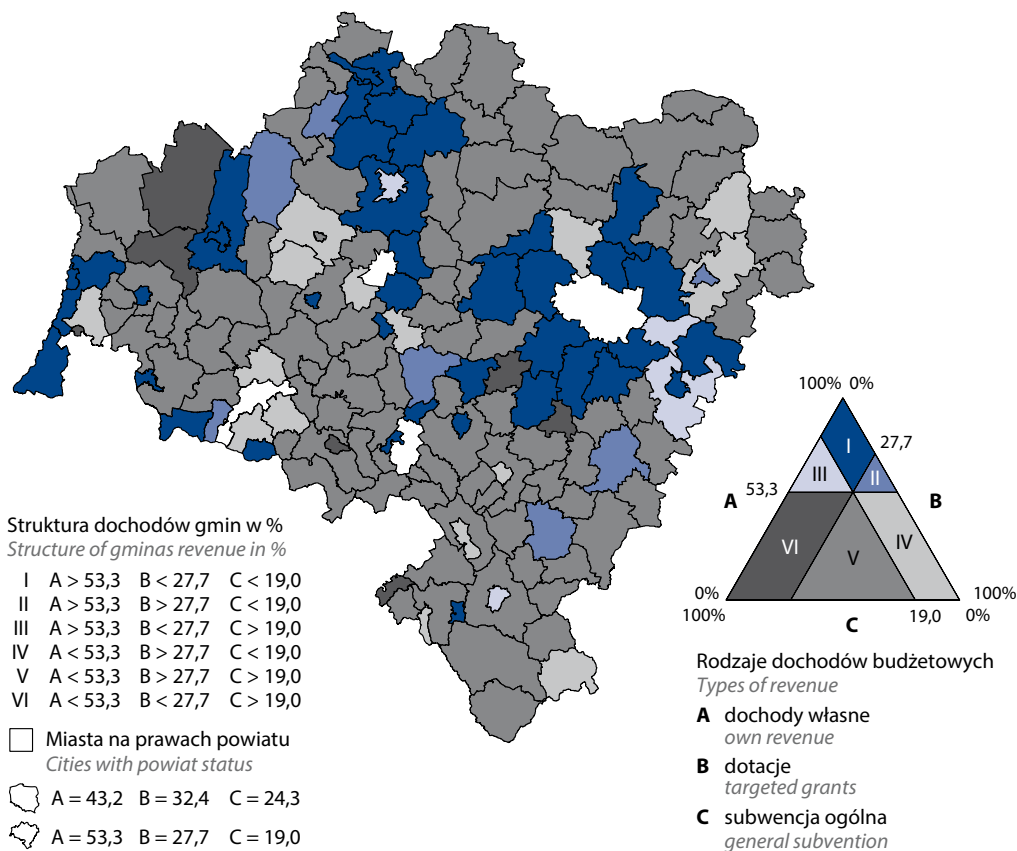 Struktura dochodów gmin w %
Structure of gminas revenue in %
I A > 53,3 B < 27,7 C < 19,0
II A > 53,3 B > 27,7 C < 19,0
III A > 53,3 B < 27,7 C > 19,0
IV A < 53,3 B > 27,7 C < 19,0
V A < 53,3 B > 27,7 C > 19,0
VI A < 53,3 B < 27,7 C > 19,0
Miasta na prawach powiatu
Cities with powiat status
A = 43,2 B = 32,4 C = 24,3
A = 53,3 B = 27,7 C = 19,0
100% 0%
I
27,7
III
II
53,3
A
B
VI
V
IV
0%
100%
100%
C
19,0
0%
Rodzaje dochodów budżetowych
Types of revenue
A dochody własne
own revenue
B dotacje
targeted grants
C subwencja ogólna
general subvention